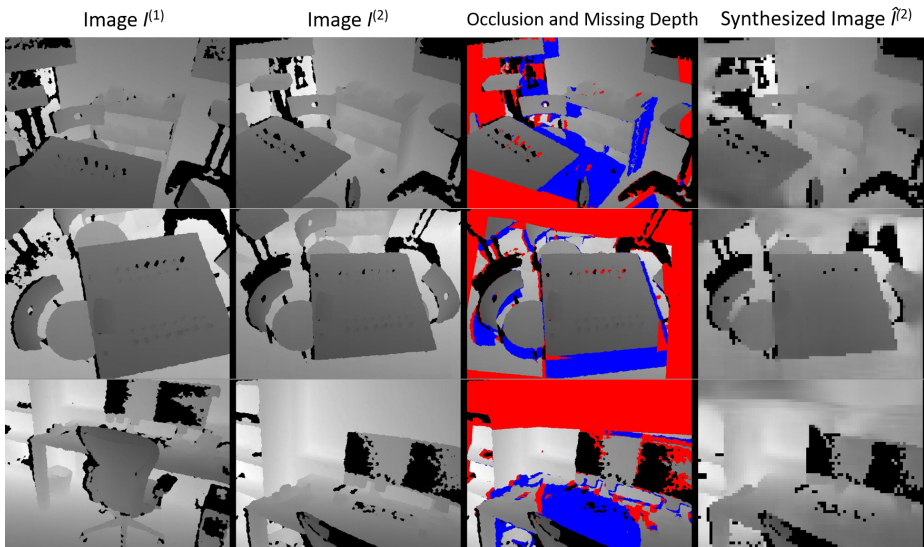 Image I⁽¹⁾
Image I⁽²⁾
Occlusion and Missing Depth
Synthesized Image Î⁽²⁾